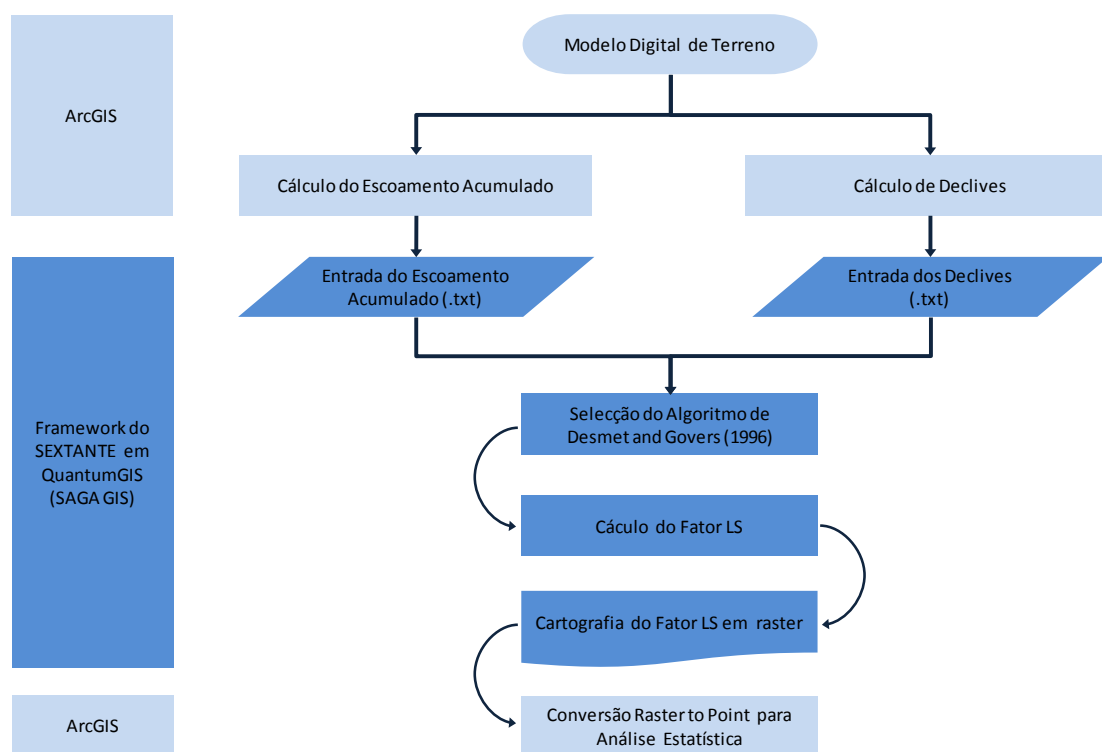 Modelo Digital de Terreno
ArcGIS
Cálculo do Escoamento Acumulado
Cálculo de Declives
Entrada do Escoamento
Acumulado (.txt)
Entrada dos Declives
(.txt)
Framework do
SEXTANTE em
QuantumGIS
(SAGA GIS)
Selecção do Algoritmo de
Desmet and Govers (1996)
Cáculo do Fator LS
Cartografia do Fator LS em raster
ArcGIS
Conversão Raster to Point para
Análise Estatística